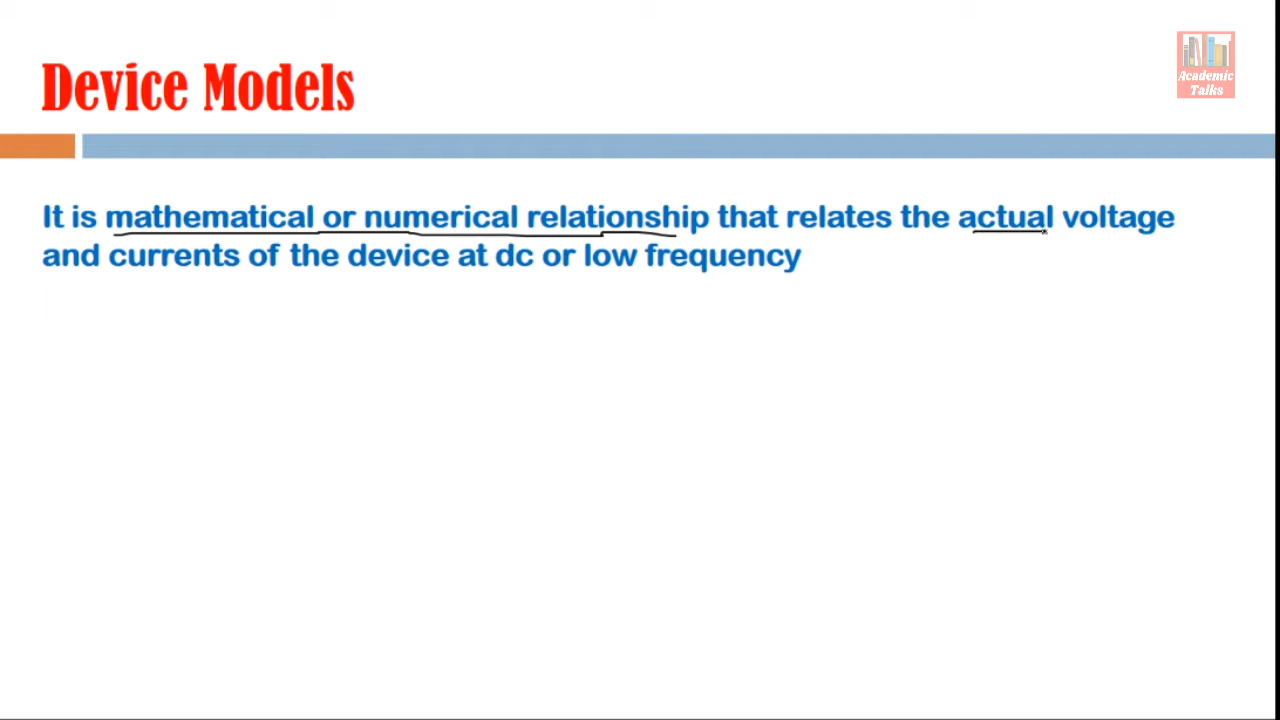 Device Models
Academic
Talks
It is mathematical or numerical relationship that relates the actual voltage
and currents of the device at dc or low frequency